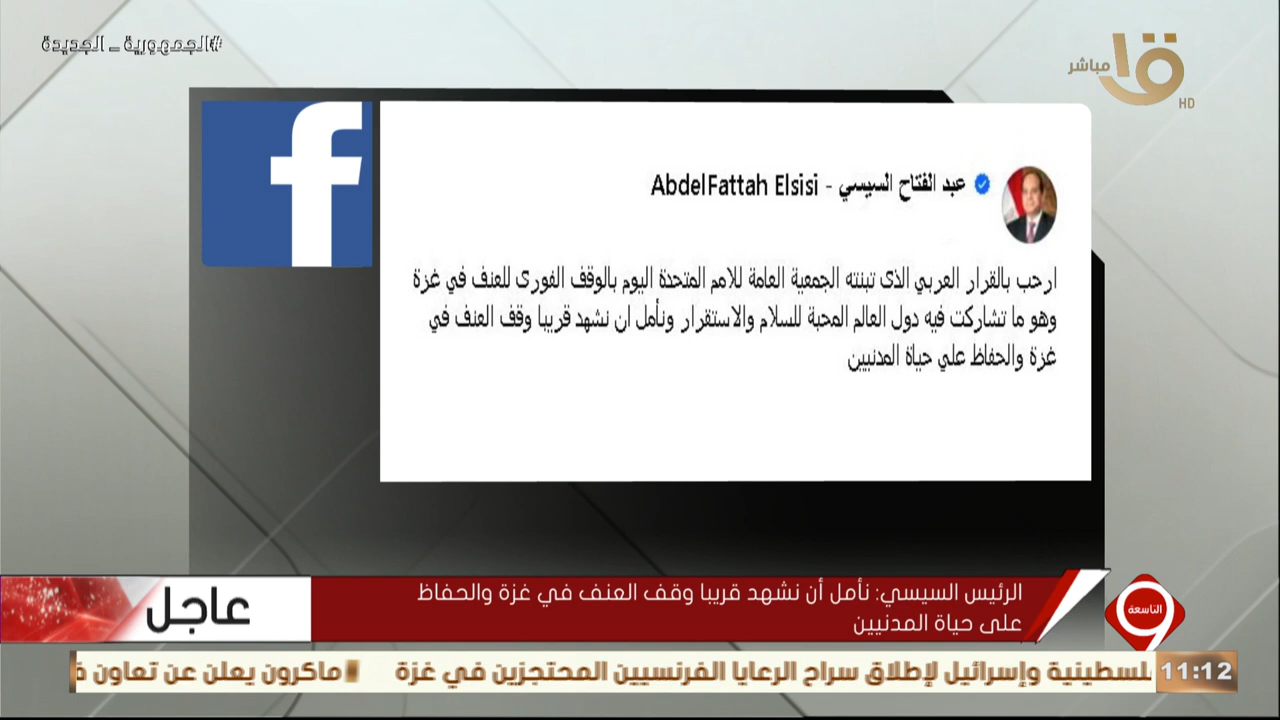 #الجمهورية_الجديدة
مباشر
HD
عبد الفتاح السيسي - AbdelFattah Elsisi
ارحب بالقرار العربي الذى تبنته الجمعية العامة للامم المتحدة اليوم بالوقف الفورى للعنف في غزة
وهو ما تشاركت فيه دول العالم المحبة للسلام والاستقرار ونأمل ان نشهد قريبا وقف العنف في
غزة والحفاظ علي حياة المدنيين
عاجل
الرئيس السيسي: نأمل أن نشهد قريبا وقف العنف في غزة والحفاظ
على حياة المدنيين
التاسعة
9
11:12
وإسرائيل لإطلاق سراح الرعايا الفرنسيين المحتجزين في غزة ماكرون يعلن عن تعاون